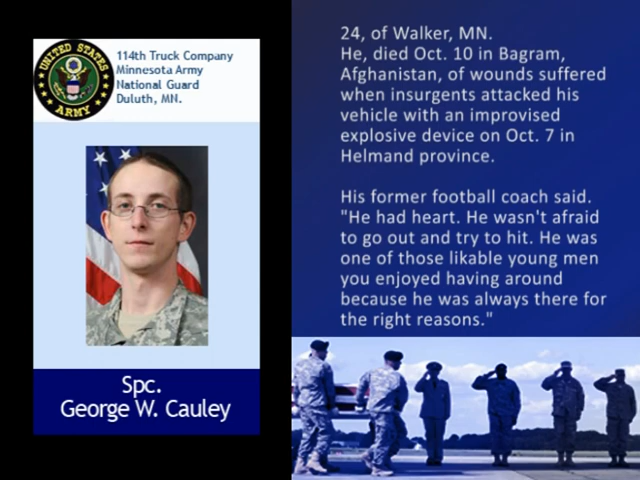 UNITED STATES
ARMY
114th Truck Company
Minnesota Army
National Guard
Duluth, MN.
Spc.
George W. Cauley
24, of Walker, MN.
He, died Oct. 10 in Bagram,
Afghanistan, of wounds suffered
when insurgents attacked his
vehicle with an improvised
explosive device on Oct. 7 in
Helmand province.
His former football coach said.
"He had heart. He wasn't afraid
to go out and try to hit. He was
one of those likable young men
you enjoyed having around
because he was always there for
the right reasons."